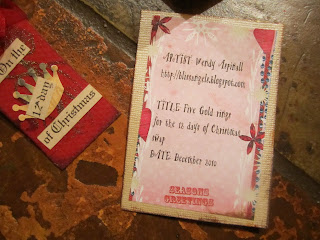 On the
12th day
of Christmas
ARTIST Wendy Aspinall
TITLE Five Gold rings
for the 12 days of Christmas
swap
DATE December 2010
SEASONS
GREETINGS